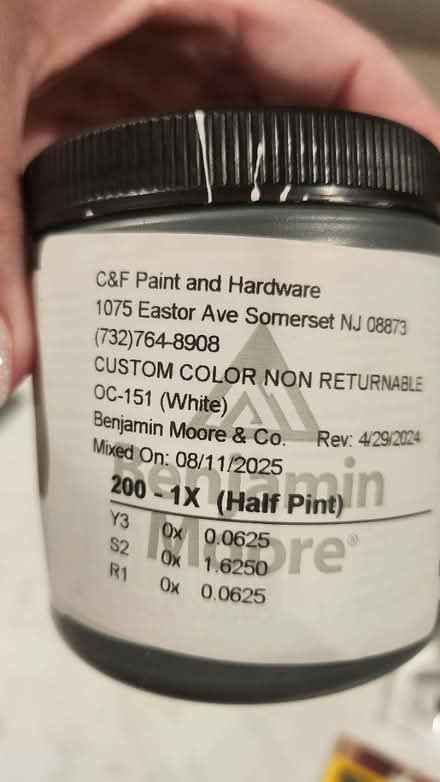 C&F Paint and Hardware
1075 Eastor Ave Somerset NJ 08873
(732)764-8908
CUSTOM COLOR NON RETURNABLE
OC-151 (White)
Benjamin Moore & Co. Rev: 4/29/2024
Mixed On: 08/11/2025
Benjamin
200 - 1X (Half Pint)
Moore®
Y3 0x 0.0625
S2 0x 1.6250
R1 0x 0.0625